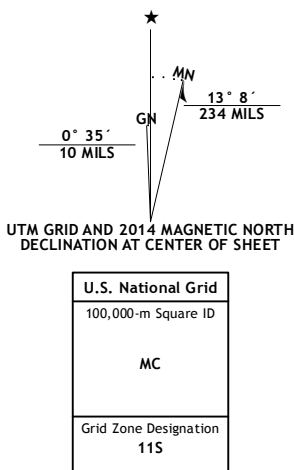 ★
MN
GN
13° 8´
234 MILS
0° 35´
10 MILS
UTM GRID AND 2014 MAGNETIC NORTH
DECLINATION AT CENTER OF SHEET
U.S. National Grid
100,000-m Square ID
MC
Grid Zone Designation
11S